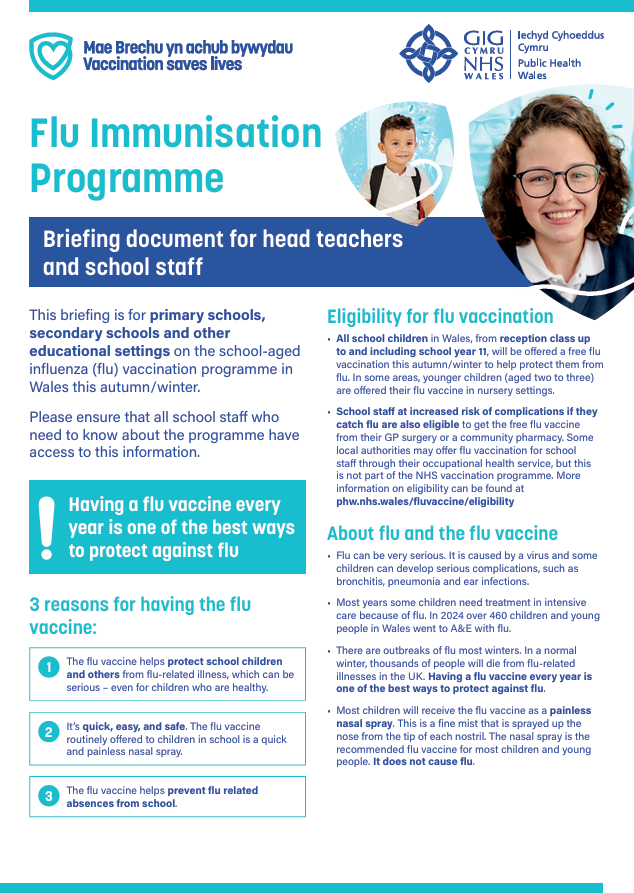 Mae Brechu yn achub bywydau
Vaccination saves lives
GIG
CYMRU
NHS
WALES
Iechyd Cyhoeddus
Cymru
Public Health
Wales
Flu Immunisation
Programme
Briefing document for head teachers
and school staff
This briefing is for primary schools,
secondary schools and other
educational settings on the school-aged
influenza (flu) vaccination programme in
Wales this autumn/winter.
Please ensure that all school staff who
need to know about the programme have
access to this information.
!
Having a flu vaccine every
year is one of the best ways
to protect against flu
3 reasons for having the flu
vaccine:
1
The flu vaccine helps protect school children
and others from flu-related illness, which can be
serious – even for children who are healthy.
2
It’s quick, easy, and safe. The flu vaccine
routinely offered to children in school is a quick
and painless nasal spray.
3
The flu vaccine helps prevent flu related
absences from school.
Eligibility for flu vaccination
• All school children in Wales, from reception class up
to and including school year 11, will be offered a free flu
vaccination this autumn/winter to help protect them from
flu. In some areas, younger children (aged two to three)
are offered their flu vaccine in nursery settings.
• School staff at increased risk of complications if they
catch flu are also eligible to get the free flu vaccine
from their GP surgery or a community pharmacy. Some
local authorities may offer flu vaccination for school
staff through their occupational health service, but this
is not part of the NHS vaccination programme. More
information on eligibility can be found at
phw.nhs.wales/fluvaccine/eligibility
About flu and the flu vaccine
• Flu can be very serious. It is caused by a virus and some
children can develop serious complications, such as
bronchitis, pneumonia and ear infections.
• Most years some children need treatment in intensive
care because of flu. In 2024 over 460 children and young
people in Wales went to A&E with flu.
• There are outbreaks of flu most winters. In a normal
winter, thousands of people will die from flu-related
illnesses in the UK. Having a flu vaccine every year is
one of the best ways to protect against flu.
• Most children will receive the flu vaccine as a painless
nasal spray. This is a fine mist that is sprayed up the
nose from the tip of each nostril. The nasal spray is the
recommended flu vaccine for most children and young
people. It does not cause flu.